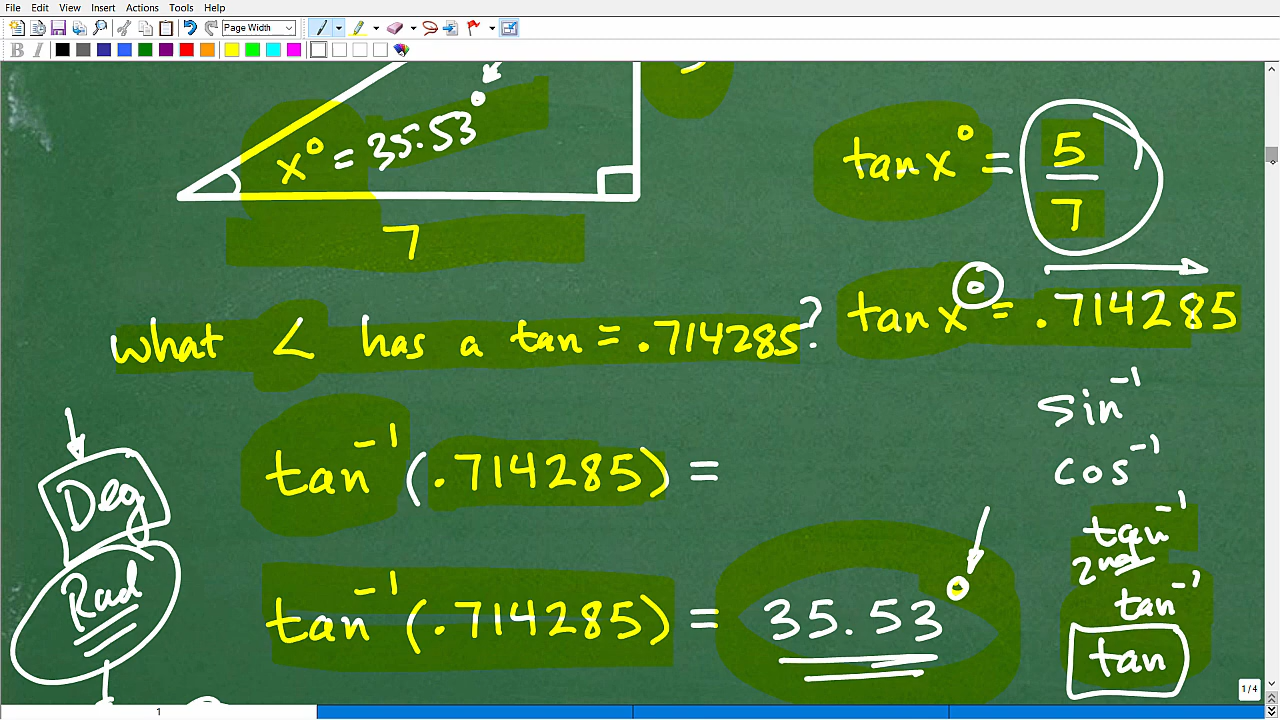 File Edit View Insert Actions Tools Help
Page Width
B I
x° = 35.53°
7
tan x° = 5/7
tan x° = .714285
what < has a tan = .714285?
sin⁻¹
cos⁻¹
tan⁻¹ (.714285) =
Deg
Rad
tan⁻¹
2nd
tan⁻¹
tan
tan⁻¹ (.714285) = 35.53°
1/4
1